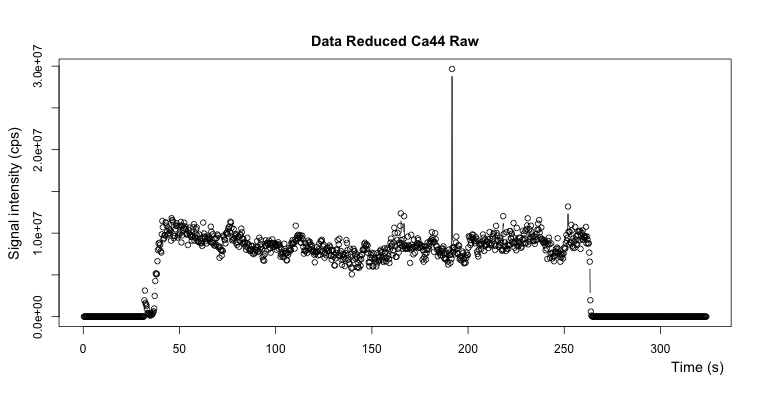 Data Reduced Ca44 Raw
Signal intensity (cps)
3.0e+07
2.0e+07
1.0e+07
0.0e+00
0 50 100 150 200 250 300
Time (s)